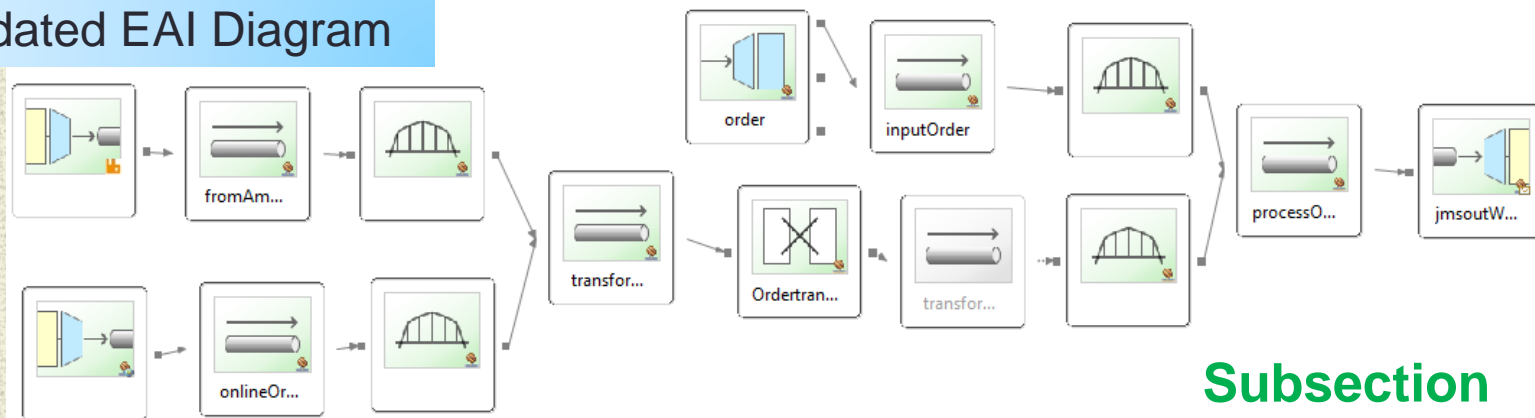 dated EAI Diagram
order
inputOrder
fromAm...
processO...
jmsoutW...
transfor...
Ordertran...
transfor...
onlineOr...
Subsection